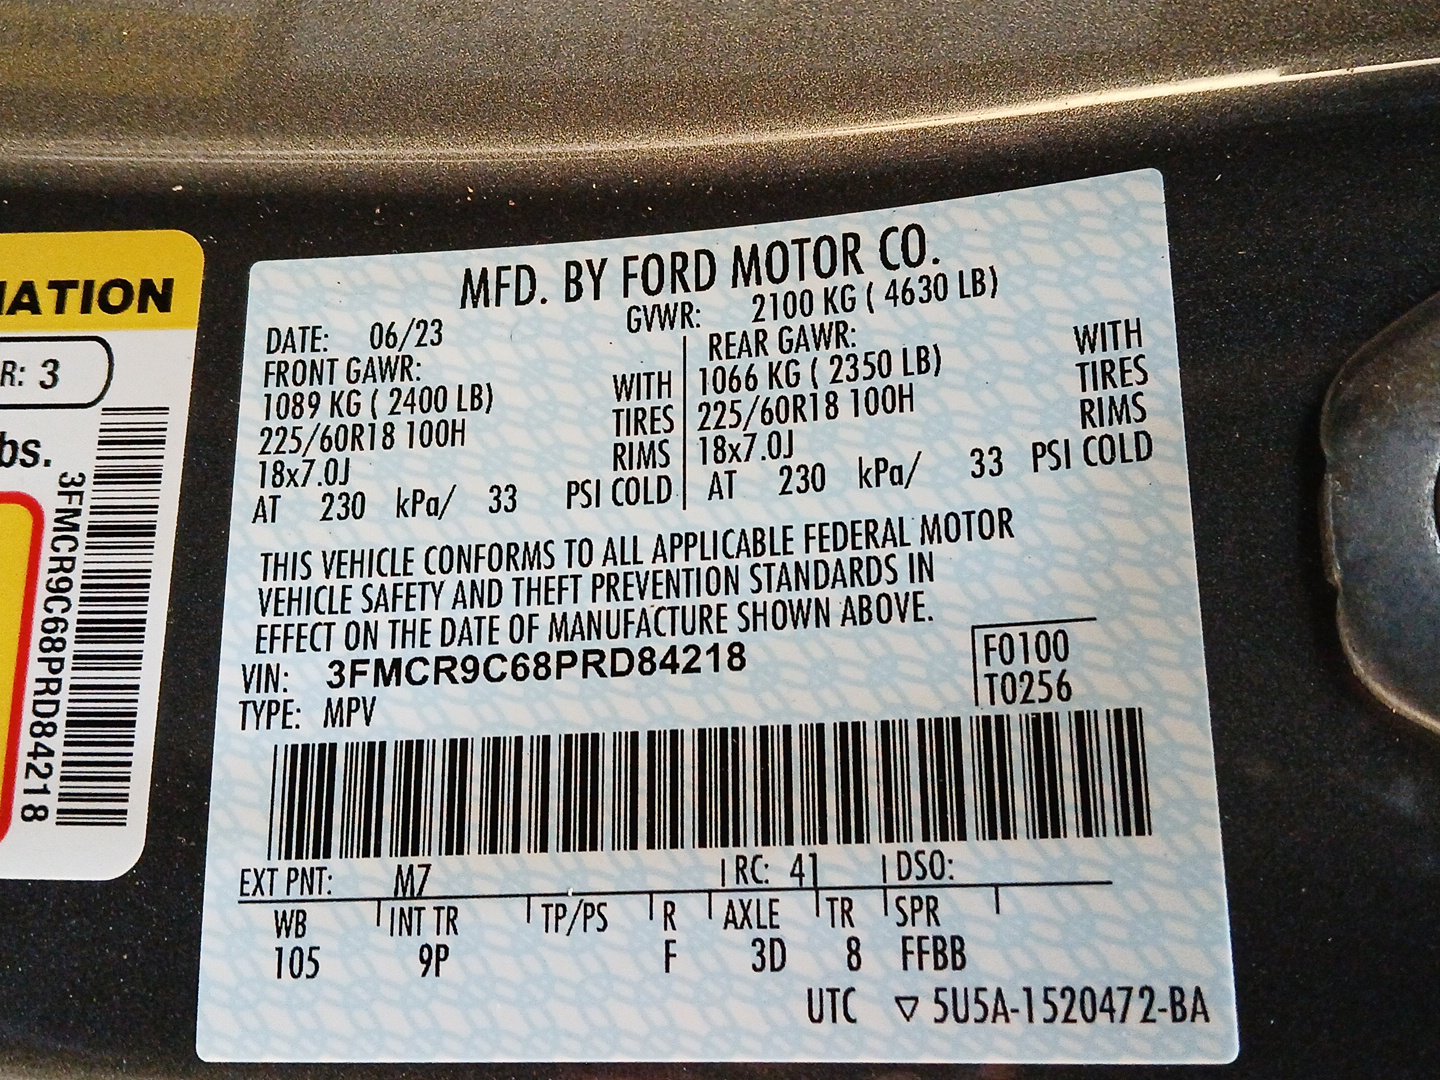 MATION
R: 3
bs.
3FMCR9C68PRD84218
MFD. BY FORD MOTOR CO.
DATE: 06/23 GVWR: 2100 KG ( 4630 LB)
FRONT GAWR: REAR GAWR:
1089 KG ( 2400 LB) WITH 1066 KG ( 2350 LB) WITH
225/60R18 100H TIRES 225/60R18 100H TIRES
18x7.0J RIMS 18x7.0J RIMS
AT 230 kPa/ 33 PSI COLD AT 230 kPa/ 33 PSI COLD
THIS VEHICLE CONFORMS TO ALL APPLICABLE FEDERAL MOTOR
VEHICLE SAFETY AND THEFT PREVENTION STANDARDS IN
EFFECT ON THE DATE OF MANUFACTURE SHOWN ABOVE.
VIN: 3FMCR9C68PRD84218 F0100
TYPE: MPV T0256
EXT PNT: M7 RC: 41 DSO:
WB INT TR TP/PS R AXLE TR SPR
105 9P F 3D 8 FFBB
UTC ▽ 5U5A-1520472-BA